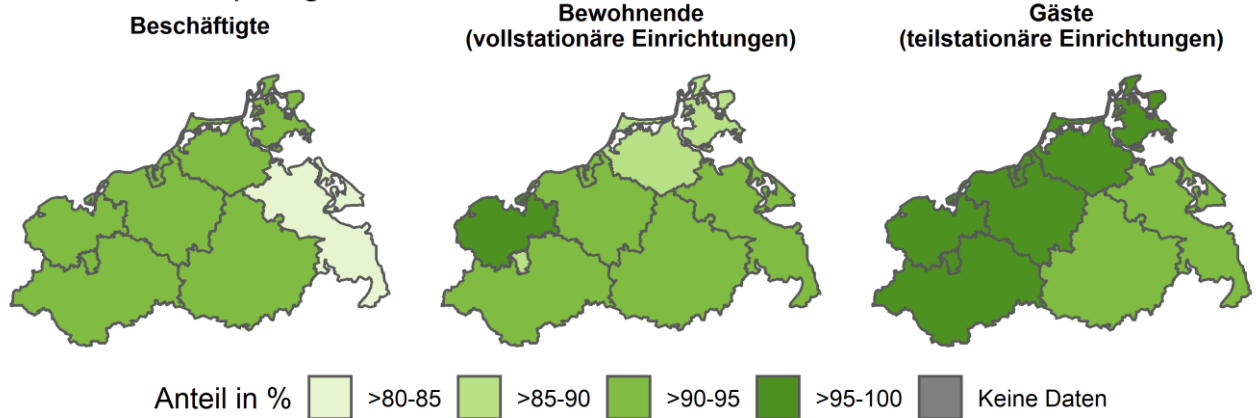 Beschäftigte
Bewohnende
(vollstationäre Einrichtungen)
Gäste
(teilstationäre Einrichtungen)
Anteil in % >80-85 >85-90 >90-95 >95-100 Keine Daten